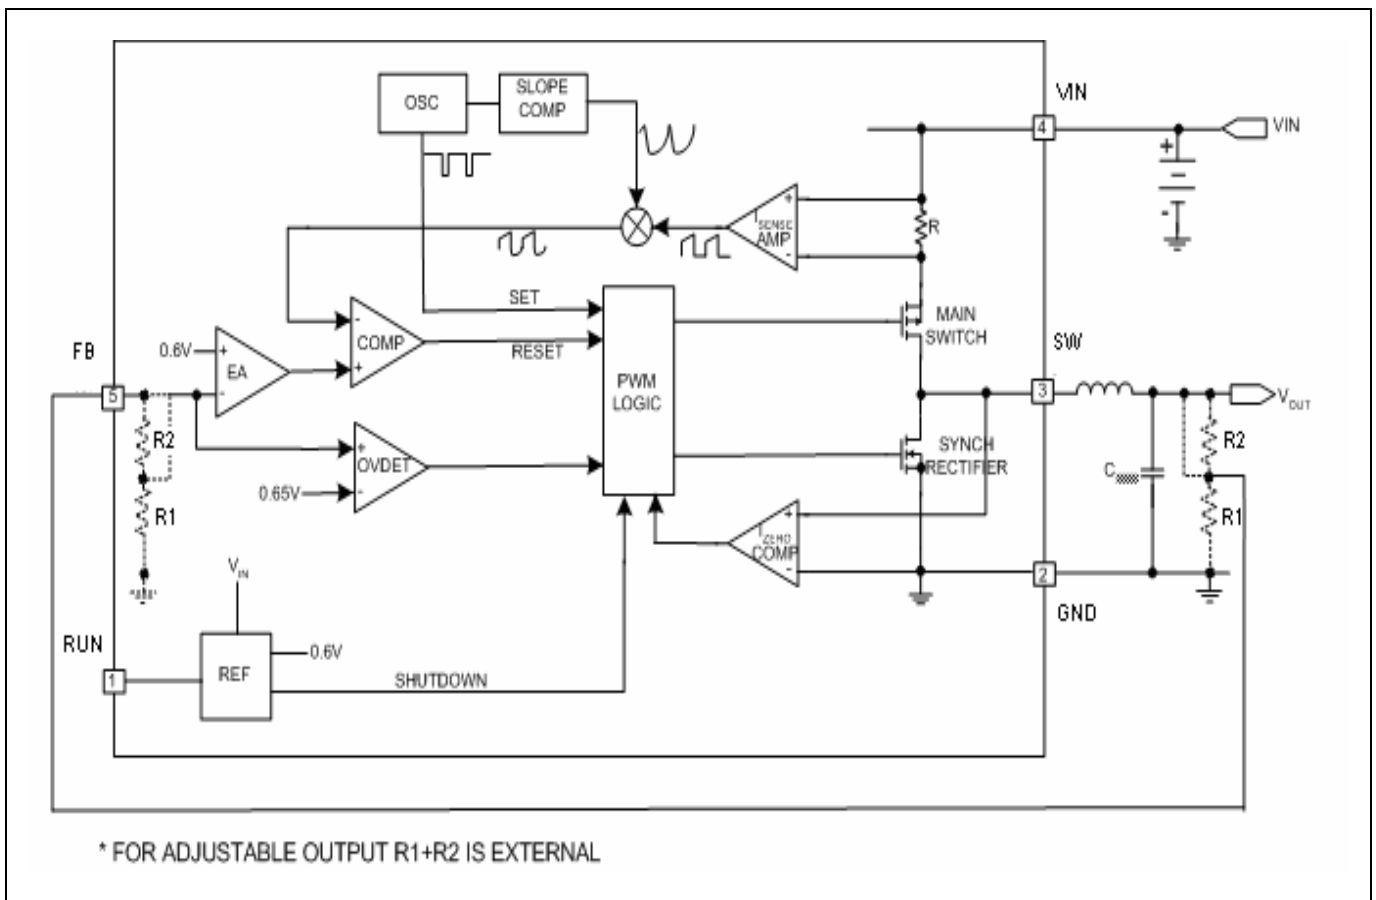 OSC
SLOPE
COMP
VIN
4
VIN
+
-
-
+
I SENSE
AMP
-
R
SET
MAIN
SWITCH
SW
-
COMP
+
RESET
FB
0.6V
+
EA
-
5
PWM
LOGIC
3
V OUT
R2
+
OVDET
-
0.65V
SYNCH
RECTIFIER
R2
C
R1
R1
+
I ZERO
COMP
-
2
V IN
GND
RUN
0.6V
REF
1
SHUTDOWN
* FOR ADJUSTABLE OUTPUT R1+R2 IS EXTERNAL